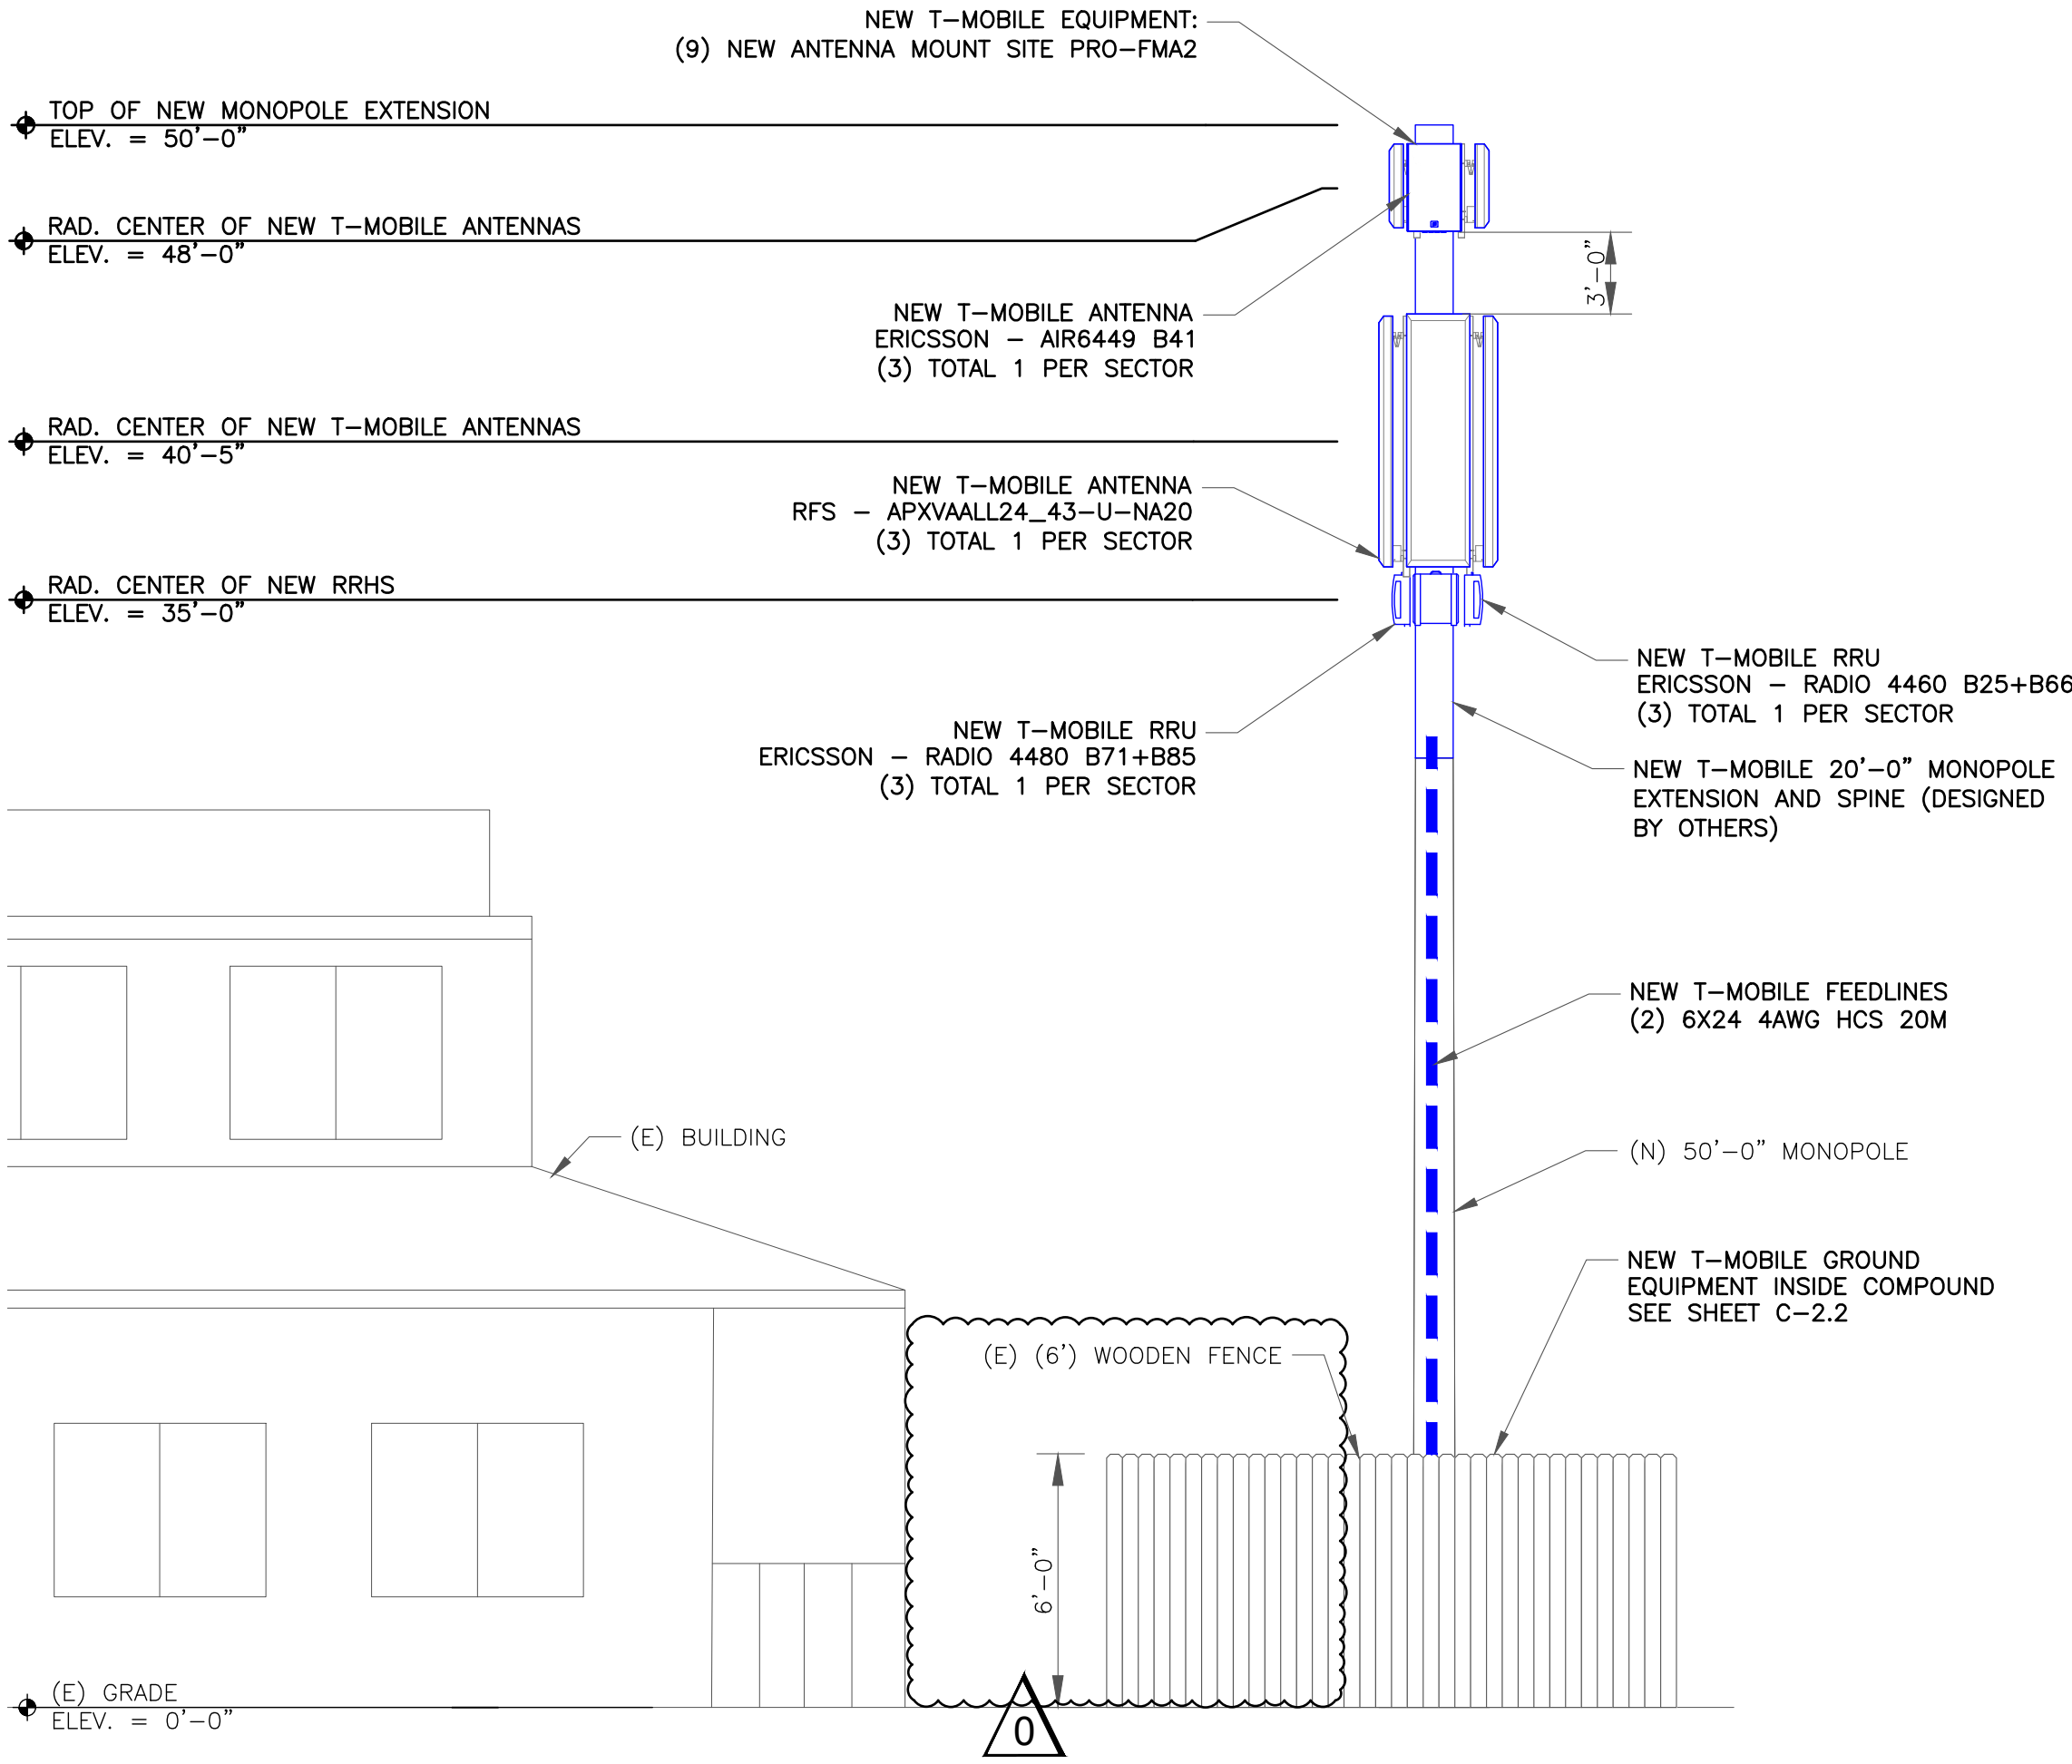 NEW T-MOBILE EQUIPMENT:
(9) NEW ANTENNA MOUNT SITE PRO-FMA2
TOP OF NEW MONOPOLE EXTENSION
ELEV. = 50'-0"
RAD. CENTER OF NEW T-MOBILE ANTENNAS
ELEV. = 48'-0"
3'-0"
NEW T-MOBILE ANTENNA
ERICSSON - AIR6449 B41
(3) TOTAL 1 PER SECTOR
RAD. CENTER OF NEW T-MOBILE ANTENNAS
ELEV. = 40'-5"
NEW T-MOBILE ANTENNA
RFS - APXVAALL24_43-U-NA20
(3) TOTAL 1 PER SECTOR
RAD. CENTER OF NEW RRHS
ELEV. = 35'-0"
NEW T-MOBILE RRU
ERICSSON - RADIO 4460 B25+B66
(3) TOTAL 1 PER SECTOR
NEW T-MOBILE RRU
ERICSSON - RADIO 4480 B71+B85
(3) TOTAL 1 PER SECTOR
NEW T-MOBILE 20'-0" MONOPOLE
EXTENSION AND SPINE (DESIGNED
BY OTHERS)
NEW T-MOBILE FEEDLINES
(2) 6X24 4AWG HCS 20M
(E) BUILDING
(N) 50'-0" MONOPOLE
NEW T-MOBILE GROUND
EQUIPMENT INSIDE COMPOUND
SEE SHEET C-2.2
(E) (6') WOODEN FENCE
6'-0"
(E) GRADE
ELEV. = 0'-0"
0